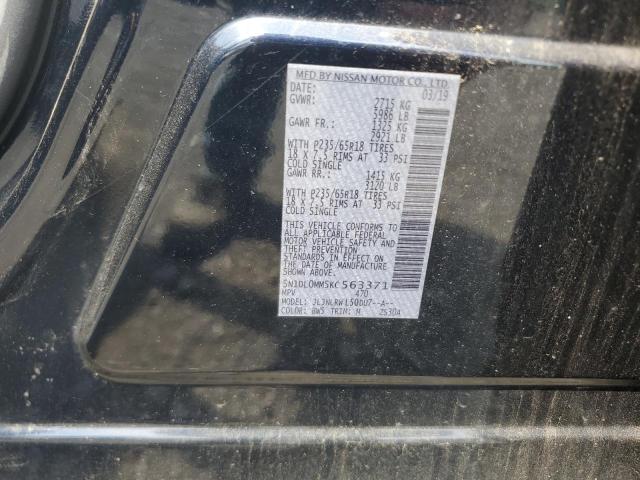 MFD BY NISSAN MOTOR CO., LTD.
DATE: 03/19
GVWR: 2715 KG
5986 LB
GAWR FR.: 1325 KG
2921 LB
WITH P235/65R18 TIRES
18 X 7.5 RIMS AT 33 PSI
COLD SINGLE
GAWR RR.: 1415 KG
3120 LB
WITH P235/65R18 TIRES
18 X 7.5 RIMS AT 33 PSI
COLD SINGLE
THIS VEHICLE CONFORMS TO
ALL APPLICABLE FEDERAL
MOTOR VEHICLE SAFETY AND
THEFT PREVENTION
STANDARDS IN EFFECT ON
THE DATE OF MANUFACTURE
SHOWN ABOVE.
5N1DL0MM5KC563371
MPV 470
MODEL: JLJNLRWL50DU7--A--
COLOR: BW5 TRIM: M 2S30A